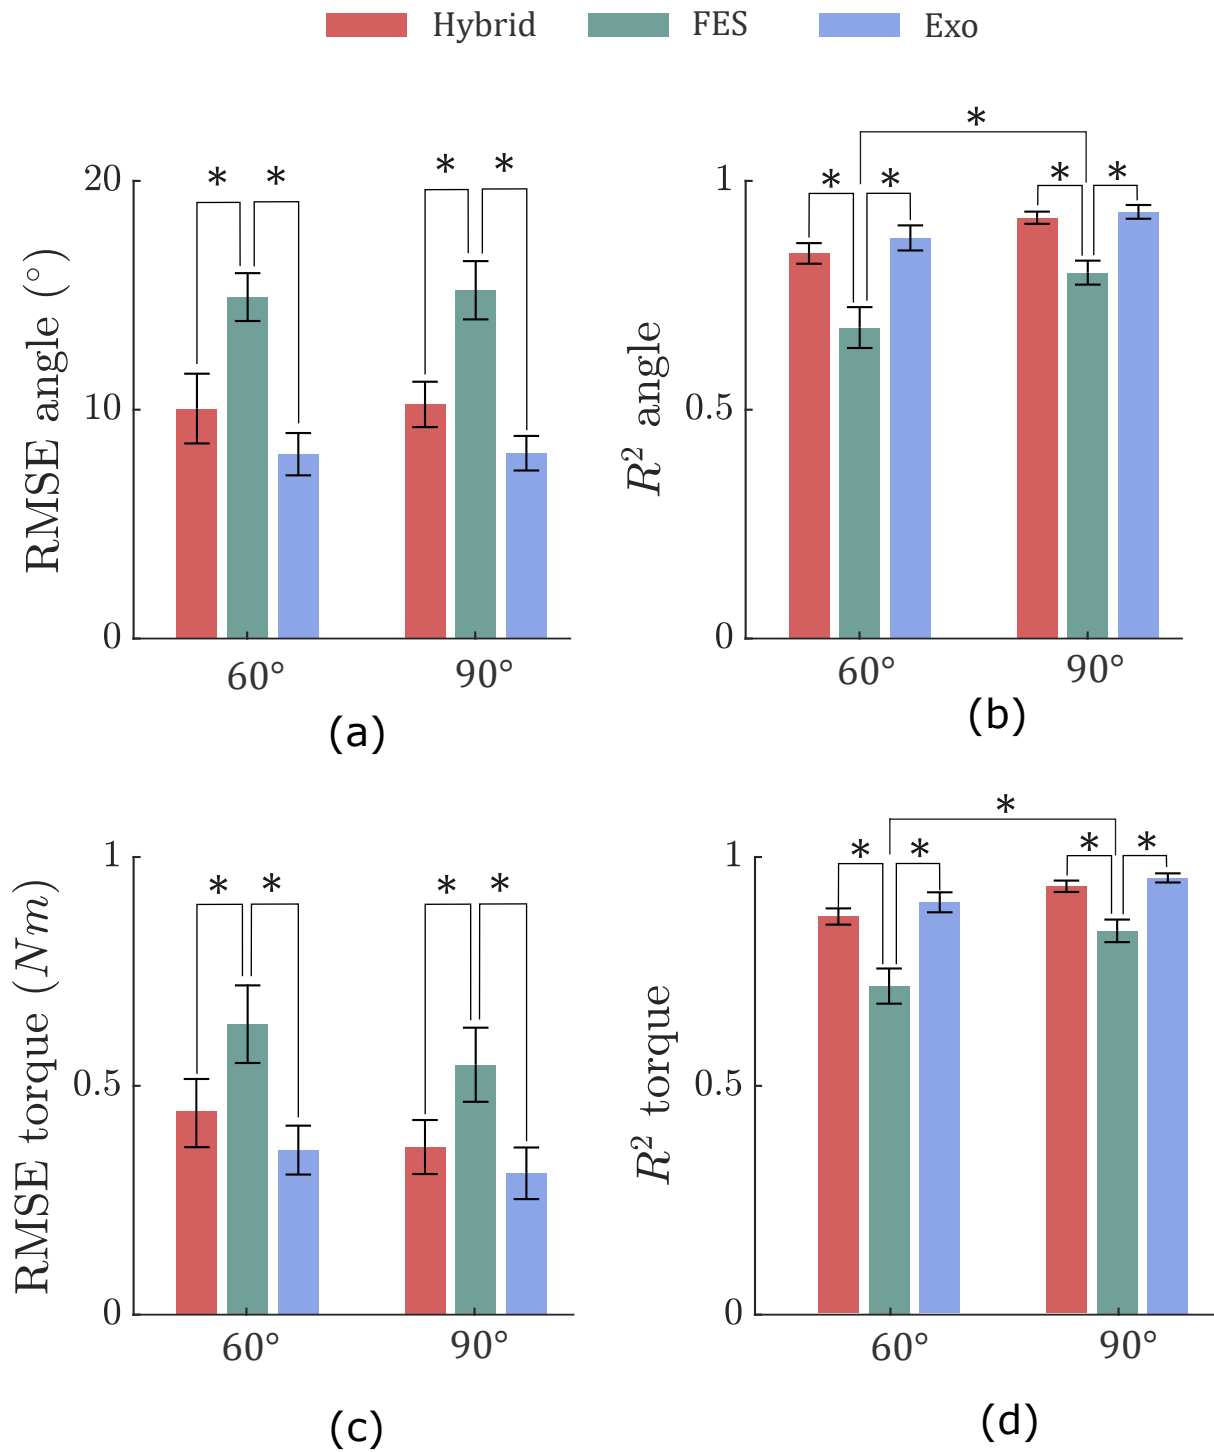 Hybrid FES Exo
* * * * 20 10 0 RMSE angle (°) 60° 90°
(a)
* * * * * 1 0.5 0 R² angle 60° 90°
(b)
* * * * 1 0.5 0 RMSE torque (Nm) 60° 90°
(c)
* * * * * 1 0.5 0 R² torque 60° 90°
(d)